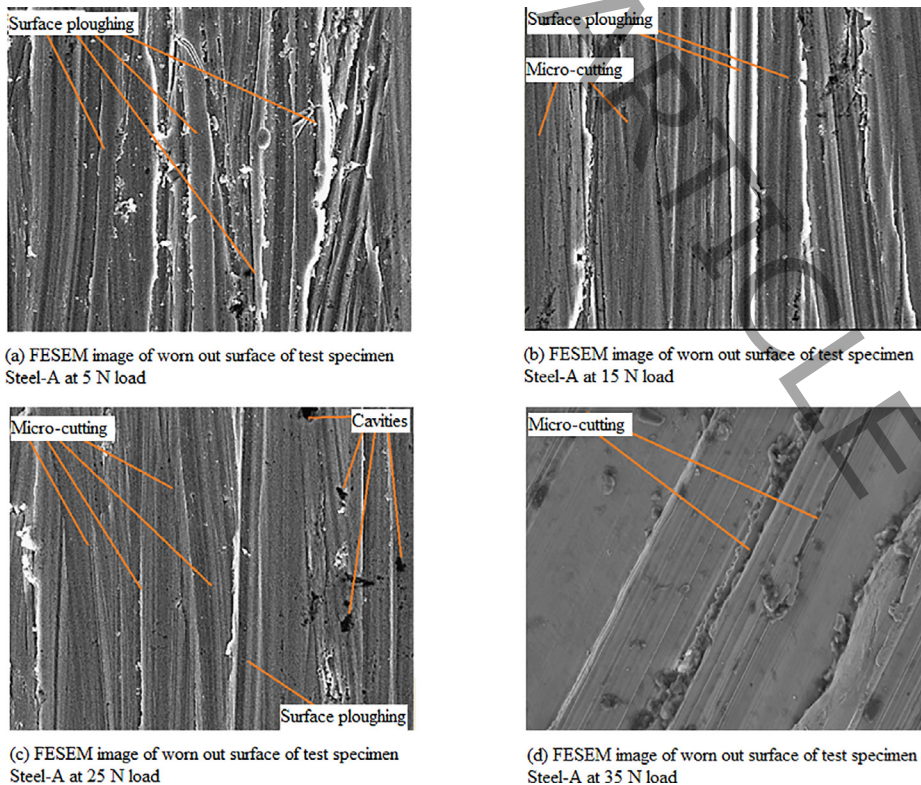 Surface ploughing
Surface ploughing
Micro-cutting
(a) FESEM image of worn out surface of test specimen
Steel-A at 5 N load
(b) FESEM image of worn out surface of test specimen
Steel-A at 15 N load
Micro-cutting
Cavities
Surface ploughing
Micro-cutting
(c) FESEM image of worn out surface of test specimen
Steel-A at 25 N load
(d) FESEM image of worn out surface of test specimen
Steel-A at 35 N load
ARTICLE